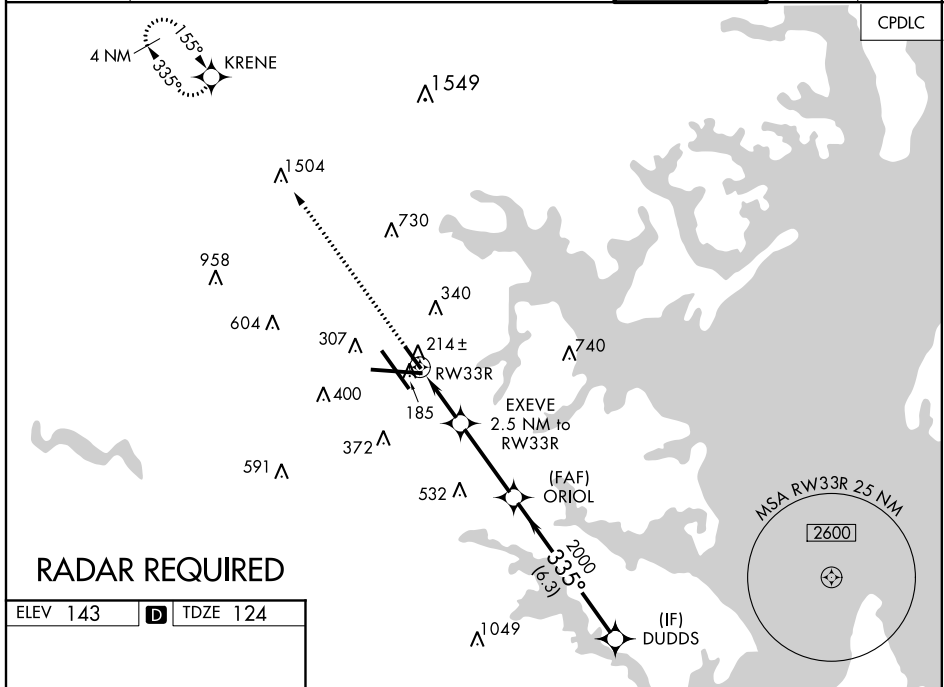 CPDLC
4 NM
155°
335°
KRENE
1549
1504
730
958
340
604
307
214±
740
RW33R
400
185
EXEVE
2.5 NM to
RW33R
372
591
(FAF)
ORIOL
532
MSA RW33R 25 NM
2600
2000
335°
(6.3)
RADAR REQUIRED
ELEV 143 D TDZE 124
1049
(IF)
DUDDS